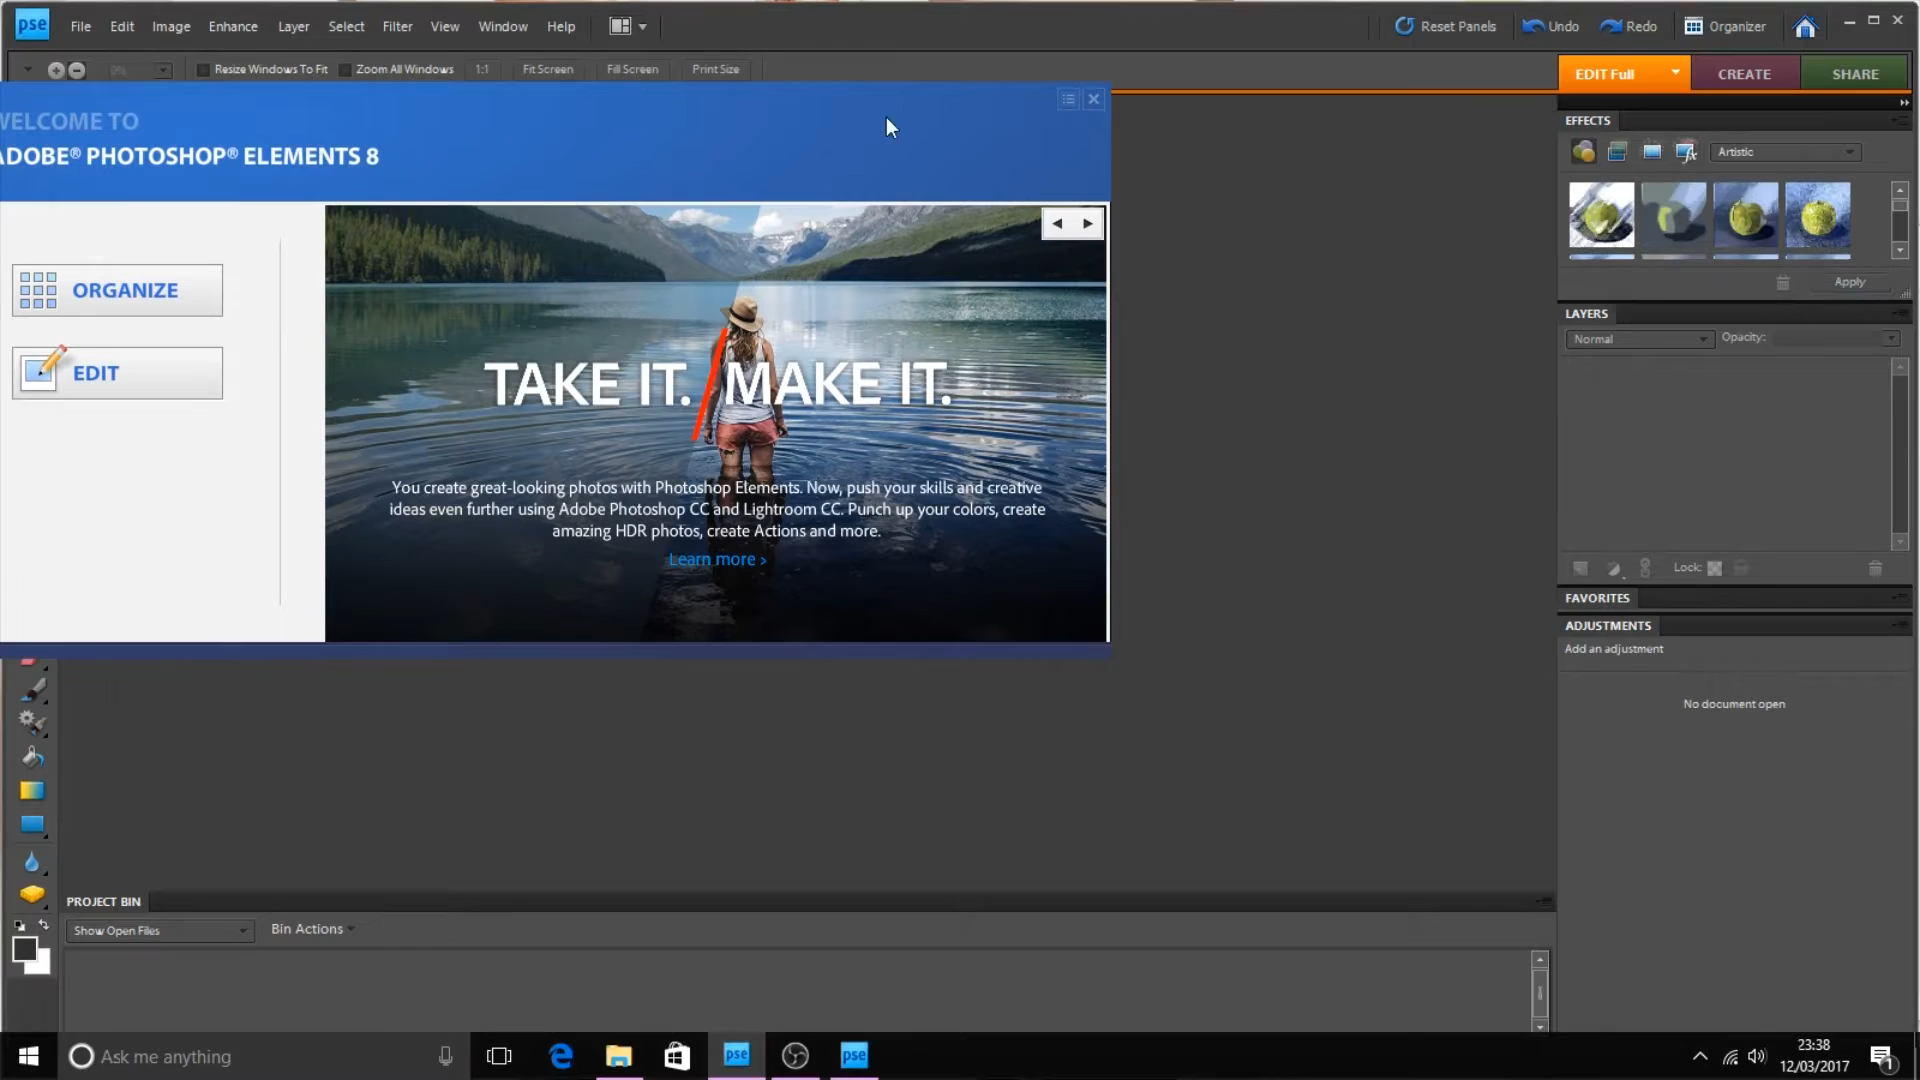 pse File Edit Image Enhance Layer Select Filter View Window Help Reset Panels Undo Redo Organizer
0% Resize Windows To Fit Zoom All Windows 1:1 Fit Screen Fill Screen Print Size
EDIT Full CREATE SHARE
WELCOME TO
ADOBE® PHOTOSHOP® ELEMENTS 8
ORGANIZE
EDIT
TAKE IT. / MAKE IT.
You create great-looking photos with Photoshop Elements. Now, push your skills and creative
ideas even further using Adobe Photoshop CC and Lightroom CC. Punch up your colors, create
amazing HDR photos, create Actions and more.
Learn more >
EFFECTS
Artistic
Apply
LAYERS
Normal Opacity:
Lock:
FAVORITES
ADJUSTMENTS
Add an adjustment
No document open
PROJECT BIN
Show Open Files Bin Actions
Ask me anything pse pse
23:38
12/03/2017
1